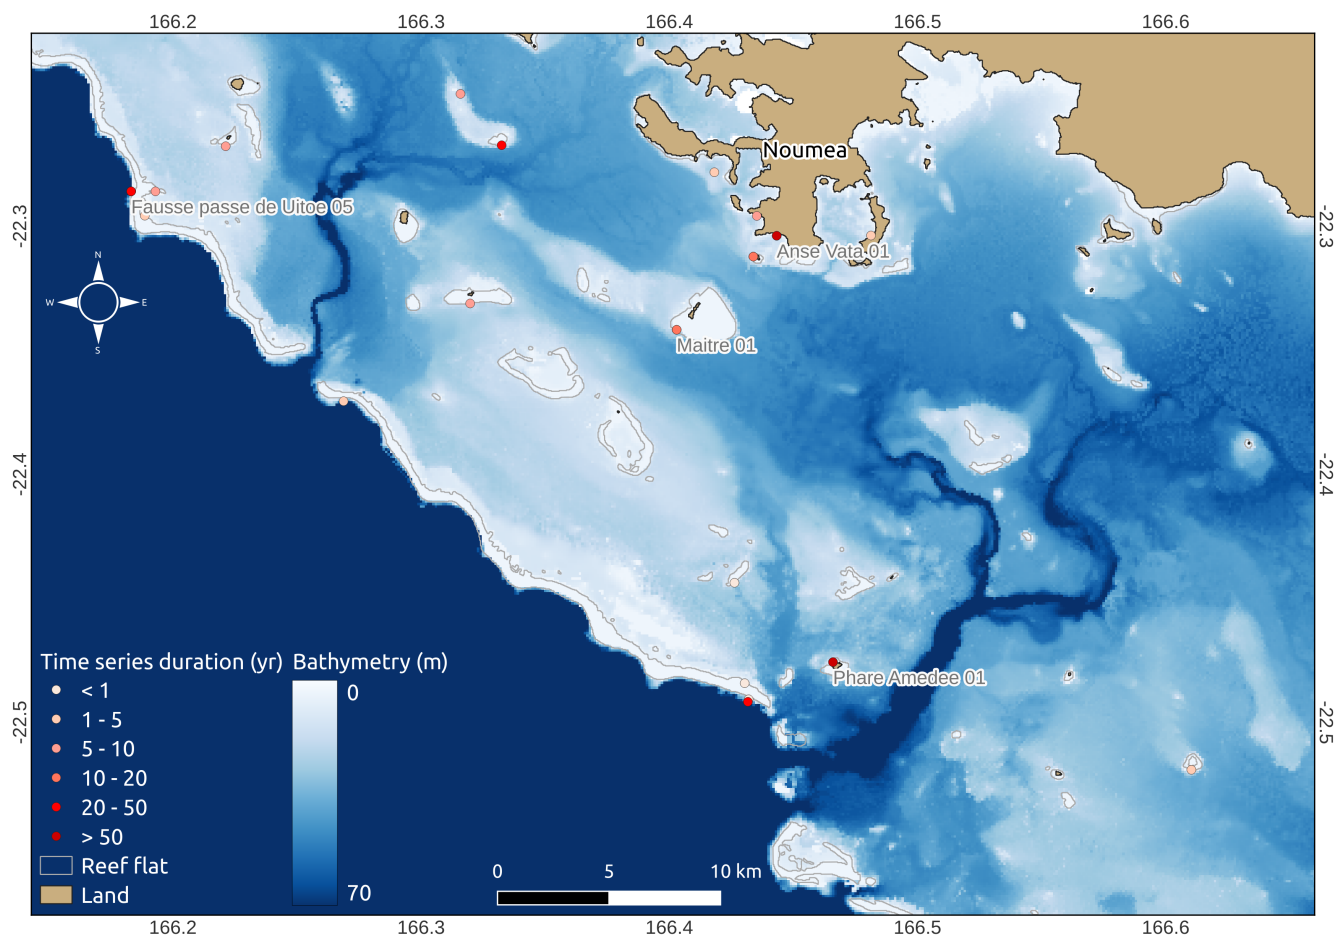 166.2 166.3 166.4 166.5 166.6
Noumea
Fausse passe de Uitoe 05
-22.3
-22.3
Anse Vata 01
N
W E
S
Maitre 01
-22.4
-22.4
Time series duration (yr) Bathymetry (m)
Phare Amedee 01
< 1
0
1 - 5
-22.5
-22.5
5 - 10
10 - 20
20 - 50
> 50
Reef flat
0 5 10 km
Land
70
166.2 166.3 166.4 166.5 166.6